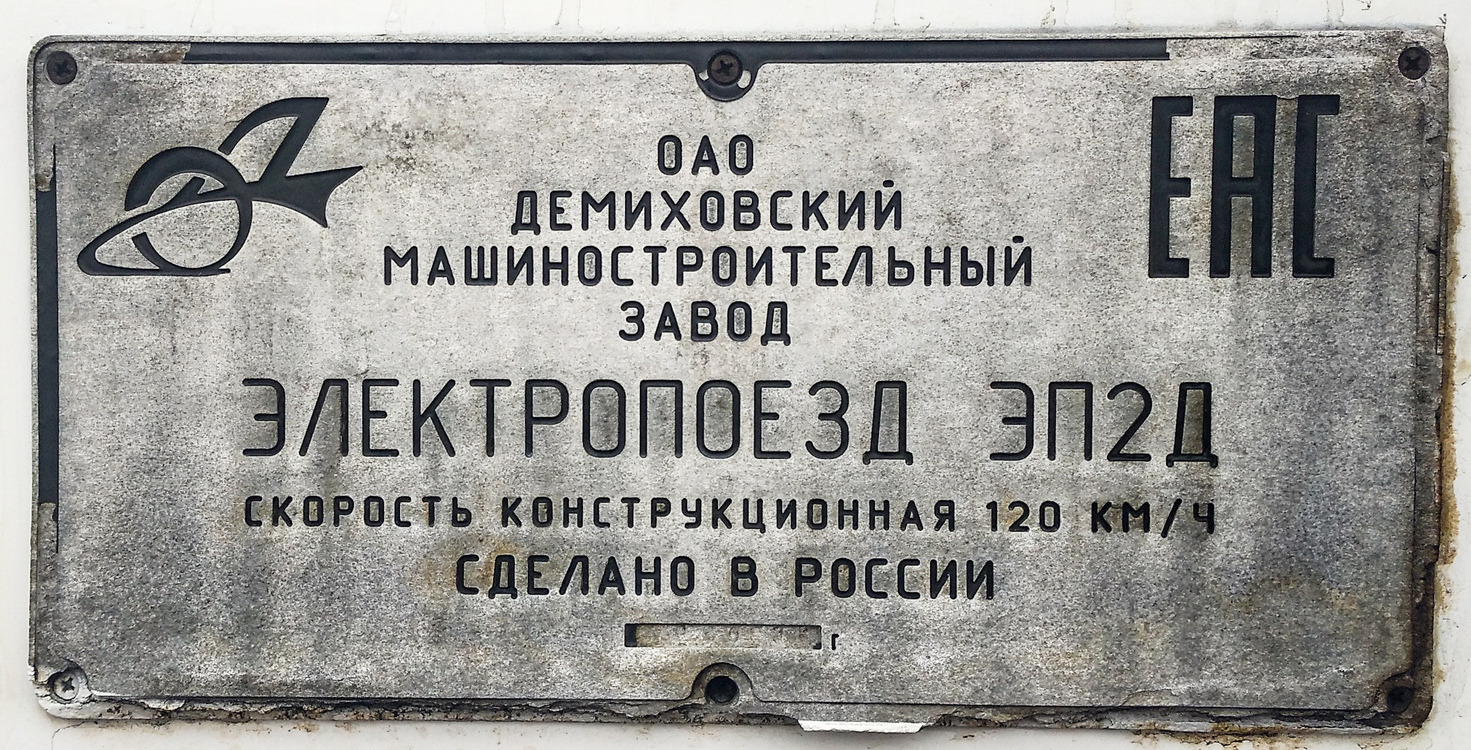 ЕАС
ОАО
ДЕМИХОВСКИЙ
МАШИНОСТРОИТЕЛЬНЫЙ
ЗАВОД
ЭЛЕКТРОПОЕЗД ЭП2Д
СКОРОСТЬ КОНСТРУКЦИОННАЯ 120 КМ/Ч
СДЕЛАНО В РОССИИ
г